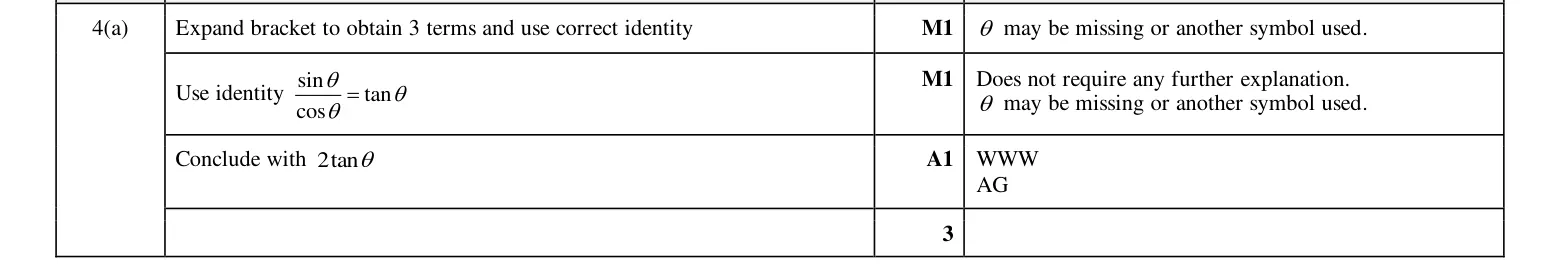 4(a) Expand bracket to obtain 3 terms and use correct identity M1 θ may be missing or another symbol used.
Use identity sinθ/cosθ = tanθ M1 Does not require any further explanation.
θ may be missing or another symbol used.
Conclude with 2tanθ A1 WWW
AG
3